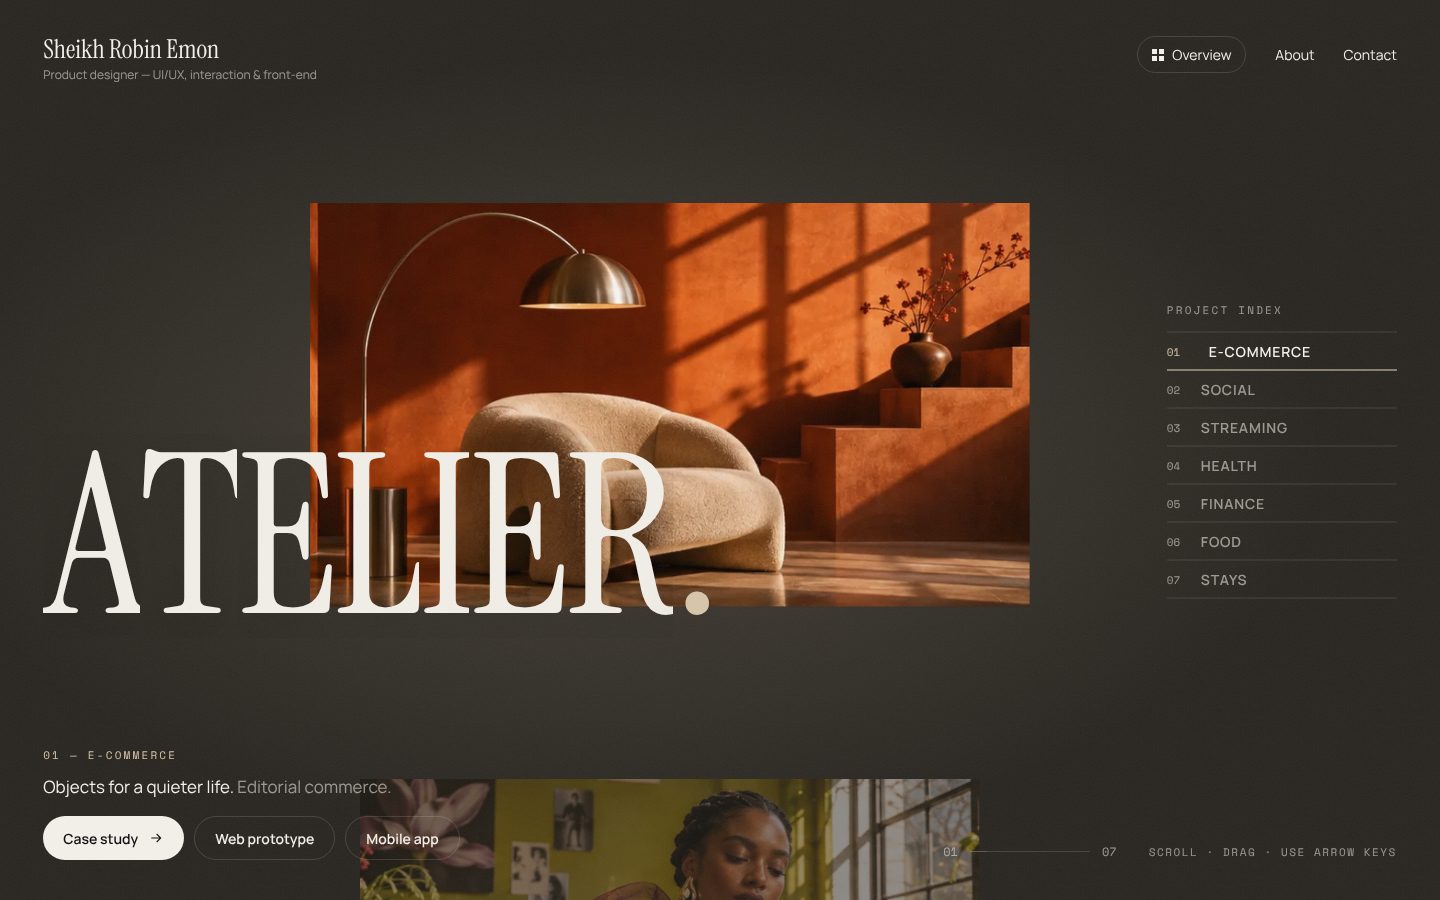 Sheikh Robin Emon
Product designer — UI/UX, interaction & front-end
Overview
About
Contact
ATELIER.
PROJECT INDEX
01 E-COMMERCE
02 SOCIAL
03 STREAMING
04 HEALTH
05 FINANCE
06 FOOD
07 STAYS
01 — E-COMMERCE
Objects for a quieter life. Editorial commerce.
Case study →
Web prototype
Mobile app
01
07
SCROLL · DRAG · USE ARROW KEYS